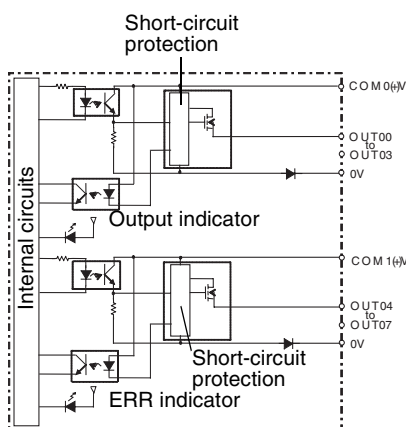 Short-circuit
protection
COM0(+V)
OUT00
to
OUT03
0V
Output indicator
Internal circuits
COM1(+V)
OUT04
to
OUT07
0V
Short-circuit
protection
ERR indicator